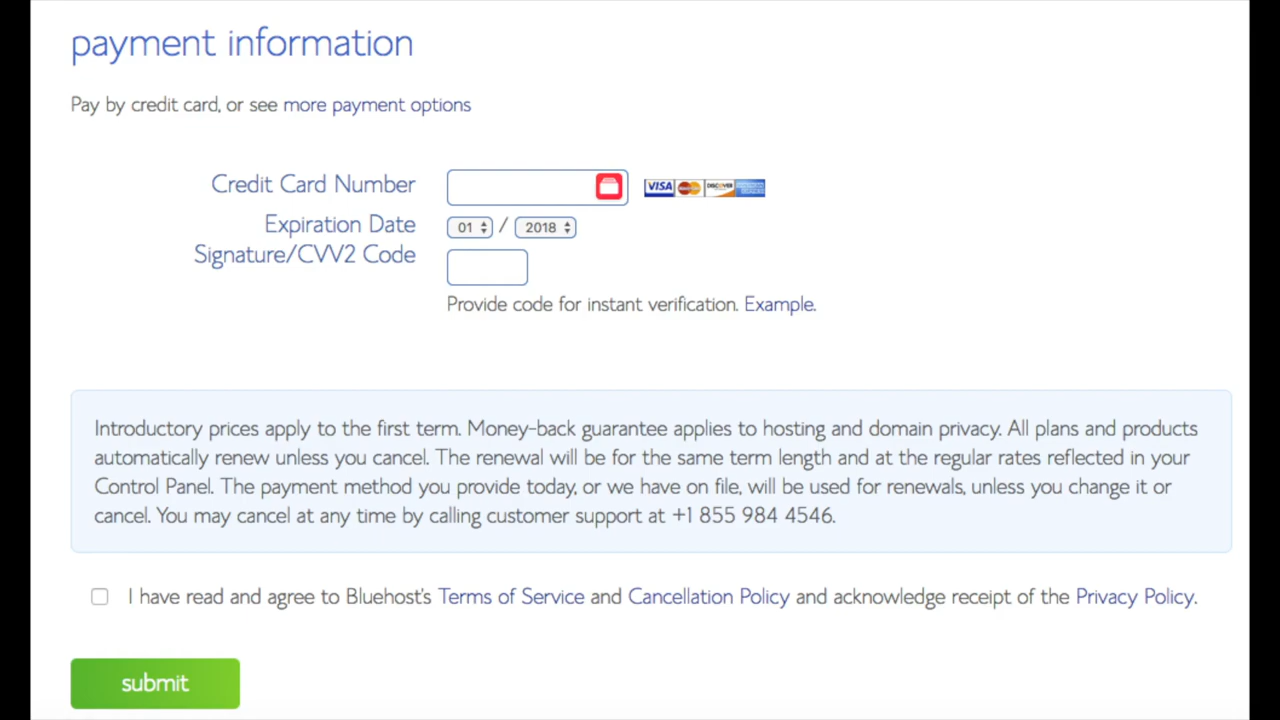 payment information
Pay by credit card, or see more payment options
Credit Card Number
VISA
DISCOVER
Expiration Date 01 / 2018
Signature/CVV2 Code
Provide code for instant verification. Example.
Introductory prices apply to the first term. Money-back guarantee applies to hosting and domain privacy. All plans and products
automatically renew unless you cancel. The renewal will be for the same term length and at the regular rates reflected in your
Control Panel. The payment method you provide today, or we have on file, will be used for renewals, unless you change it or
cancel. You may cancel at any time by calling customer support at +1 855 984 4546.
I have read and agree to Bluehost's Terms of Service and Cancellation Policy and acknowledge receipt of the Privacy Policy.
submit